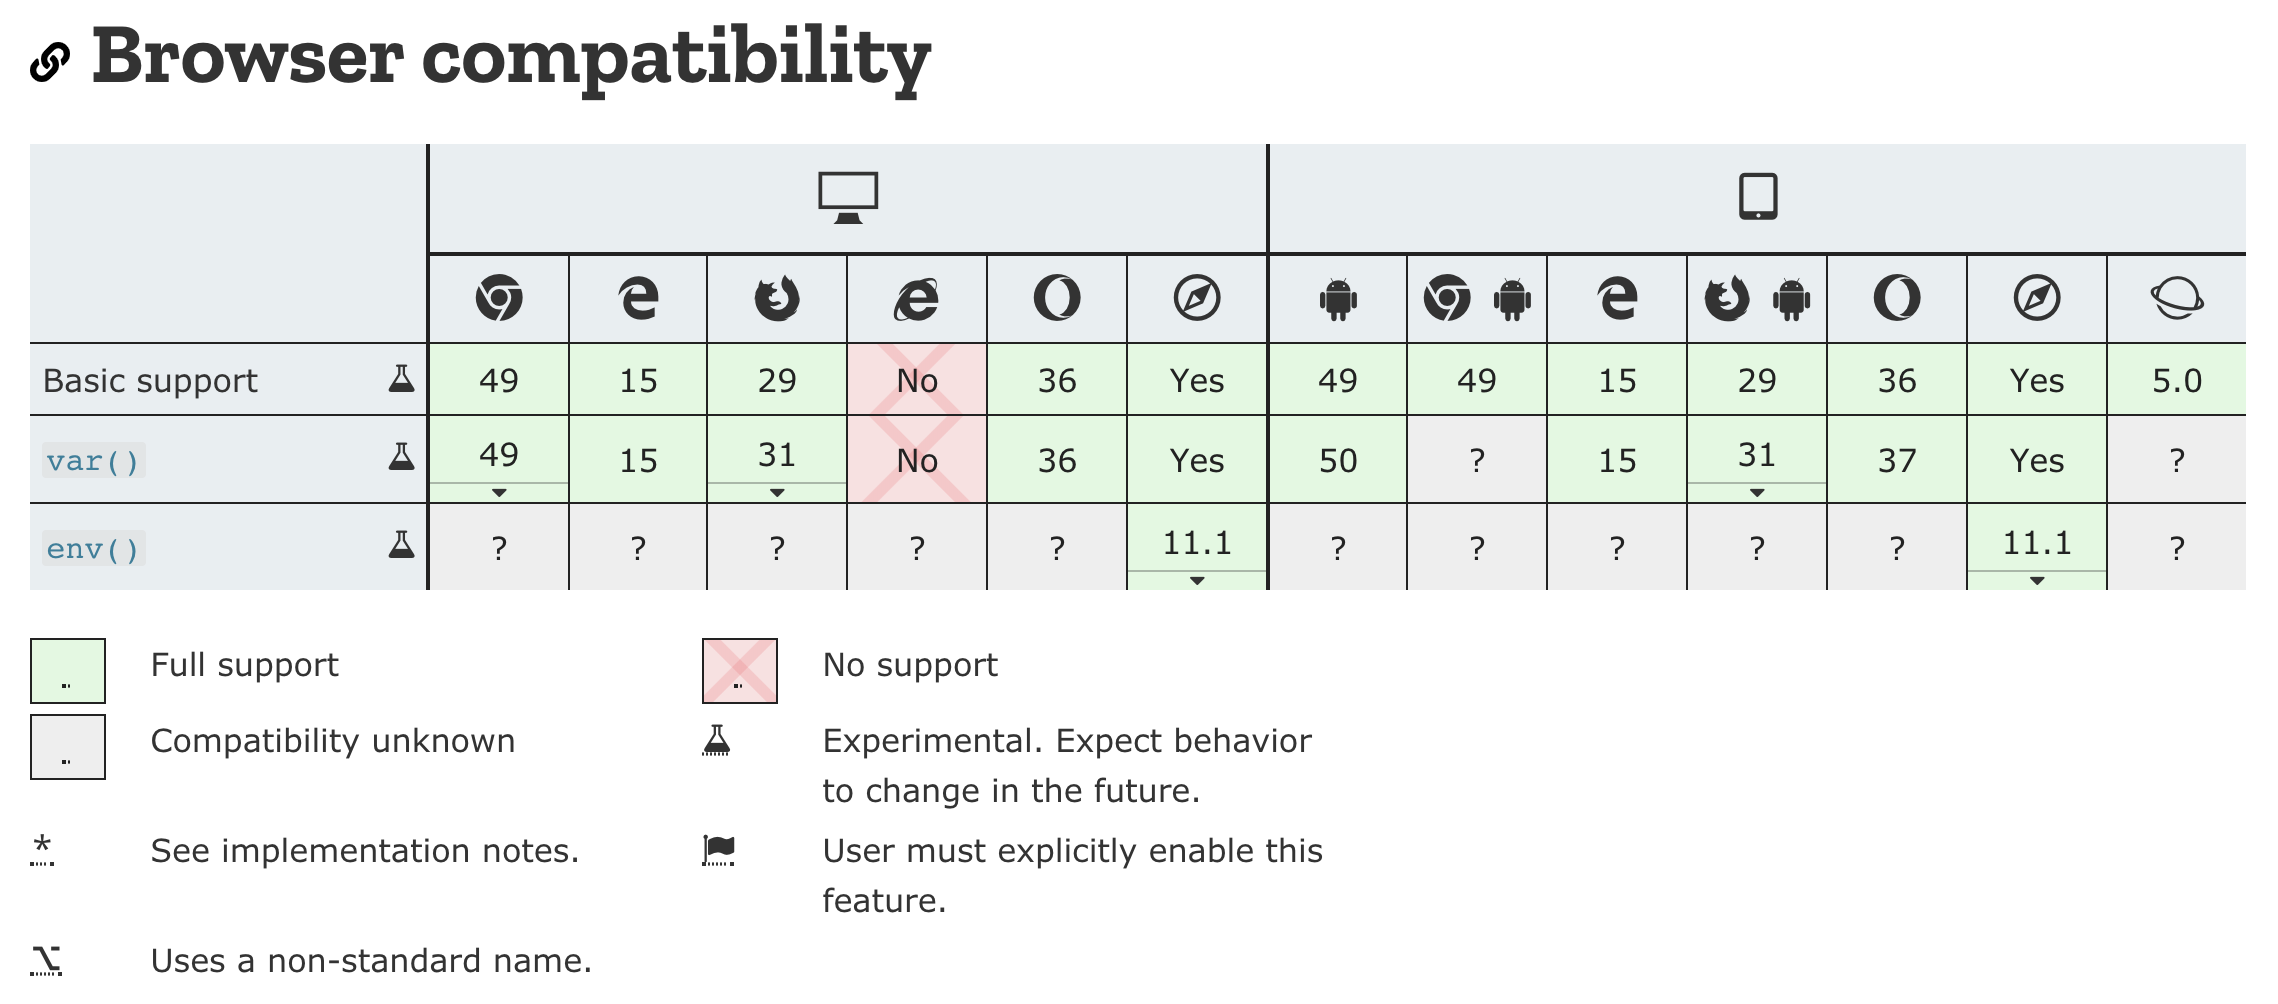 Browser compatibility
Basic support 49 15 29 No 36 Yes 49 49 15 29 36 Yes 5.0
var() 49 15 31 No 36 Yes 50 ? 15 31 37 Yes ?
env() ? ? ? ? ? 11.1 ? ? ? ? ? 11.1 ?
Full support
No support
Compatibility unknown
Experimental. Expect behavior
to change in the future.
* See implementation notes.
User must explicitly enable this
feature.
Uses a non-standard name.